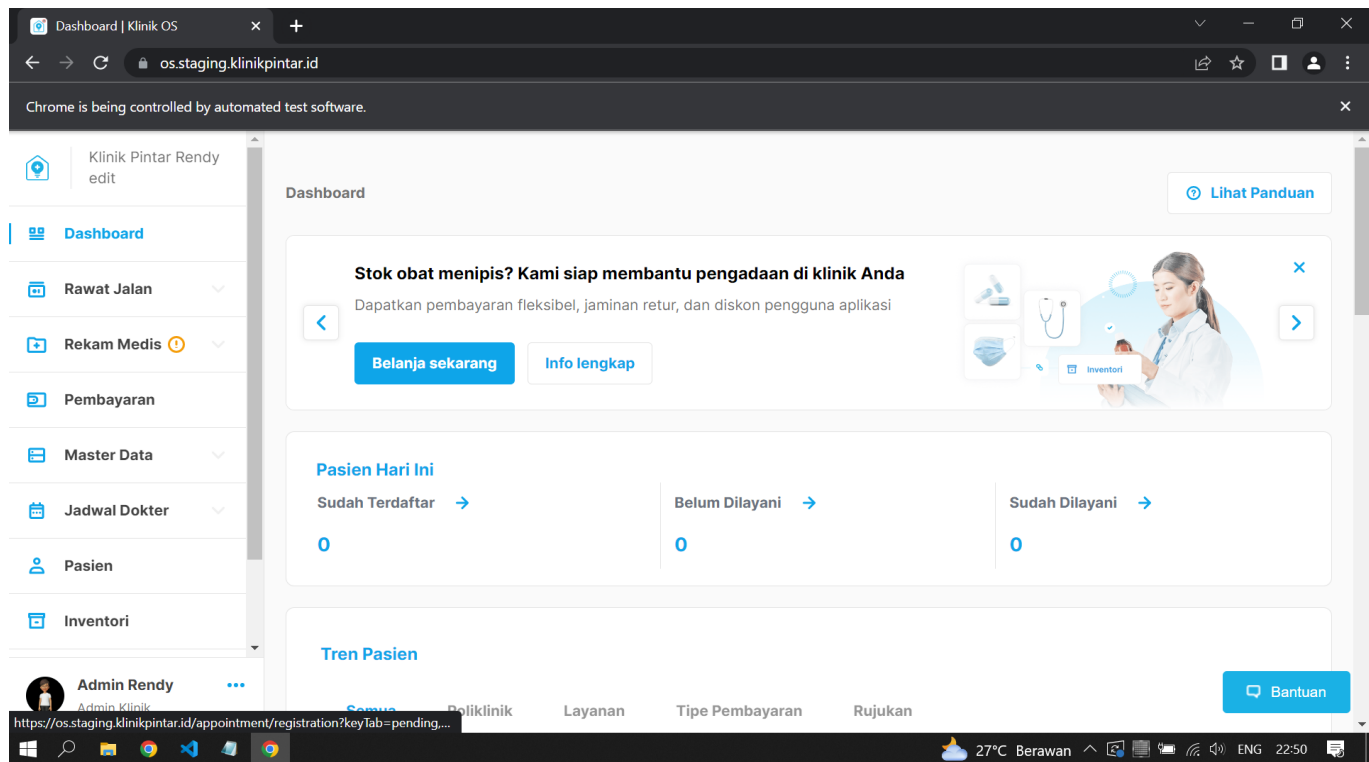 Dashboard | Klinik OS
os.staging.klinikpintar.id
Chrome is being controlled by automated test software.
Klinik Pintar Rendy
edit
Dashboard
Rawat Jalan
Rekam Medis
Pembayaran
Master Data
Jadwal Dokter
Pasien
Inventori
Admin Rendy
Admin Klinik
Dashboard
Lihat Panduan
Stok obat menipis? Kami siap membantu pengadaan di klinik Anda
Dapatkan pembayaran fleksibel, jaminan retur, dan diskon pengguna aplikasi
Belanja sekarang
Info lengkap
Inventori
Pasien Hari Ini
Sudah Terdaftar
0
Belum Dilayani
0
Sudah Dilayani
0
Tren Pasien
Semua
Poliklinik
Layanan
Tipe Pembayaran
Rujukan
Bantuan
https://os.staging.klinikpintar.id/appointment/registration?keyTab=pending,...
27°C Berawan
ENG
22:50